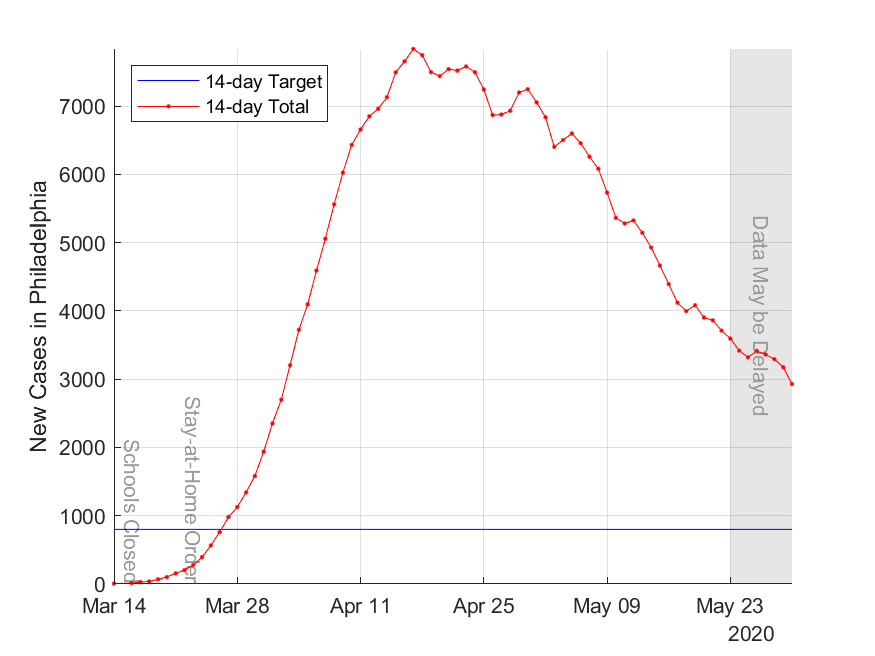 14-day Target
14-day Total
New Cases in Philadelphia
7000
6000
5000
4000
3000
2000
1000
0
Schools Closed
Stay-at-Home Order
Data May be Delayed
Mar 14
Mar 28
Apr 11
Apr 25
May 09
May 23
2020